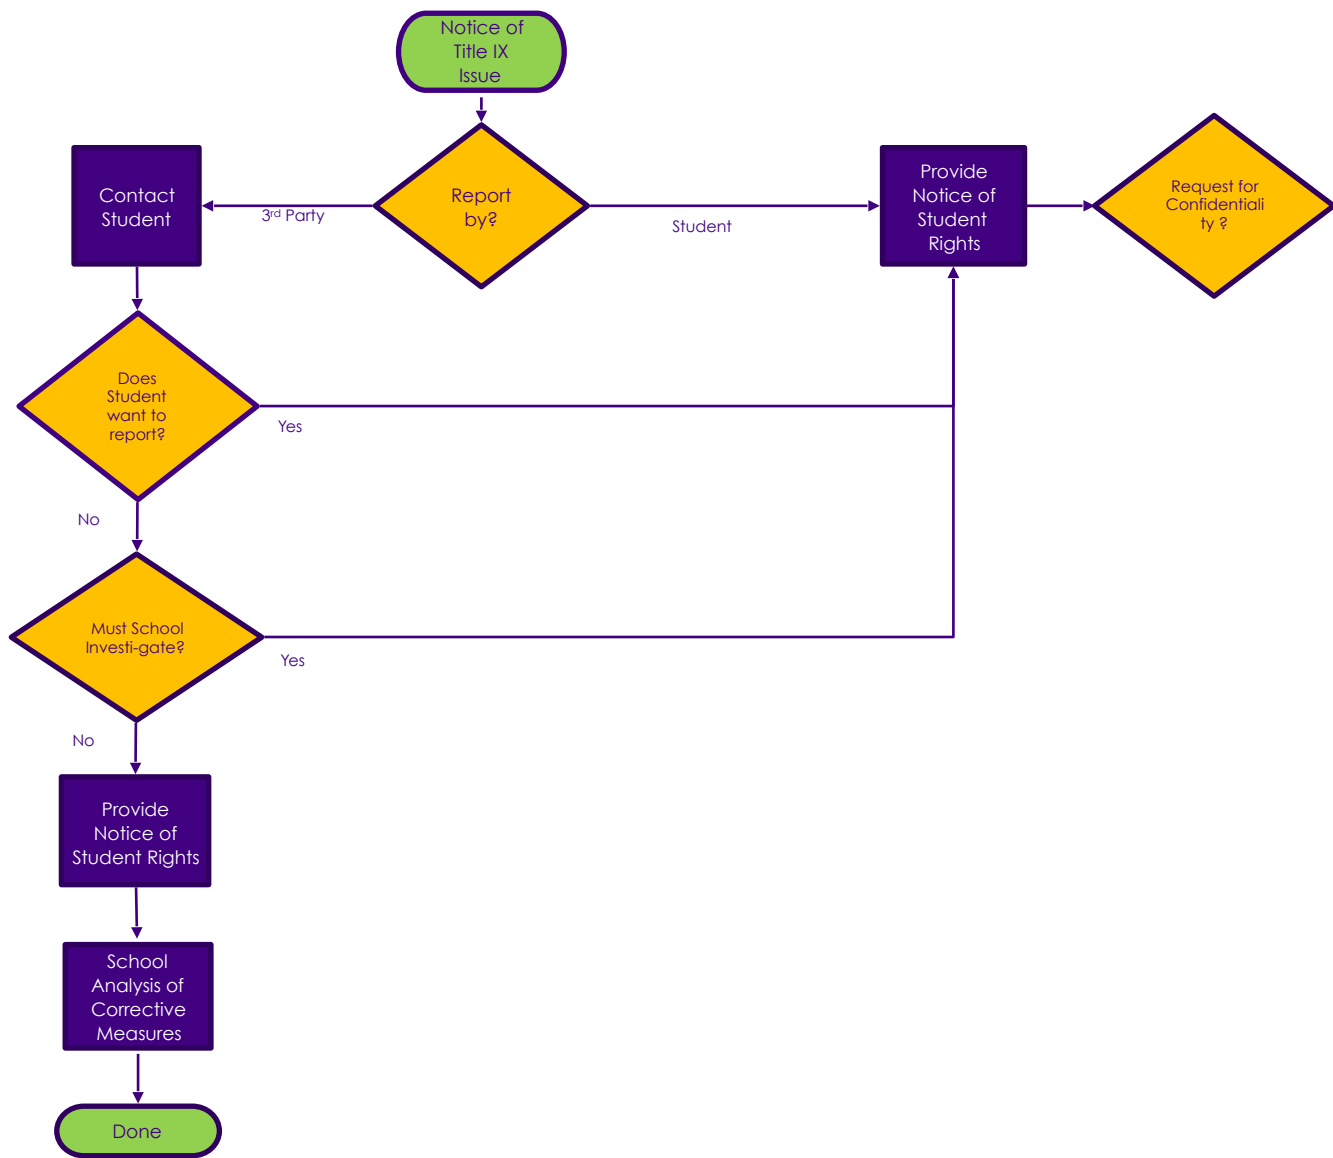 Notice of
Title IX
Issue
Contact
Student
3rd Party
Report
by?
Student
Provide
Notice of
Student
Rights
Request for
Confidentiali
ty ?
Does
Student
want to
report?
Yes
No
Must School
Investi-gate?
Yes
No
Provide
Notice of
Student Rights
School
Analysis of
Corrective
Measures
Done